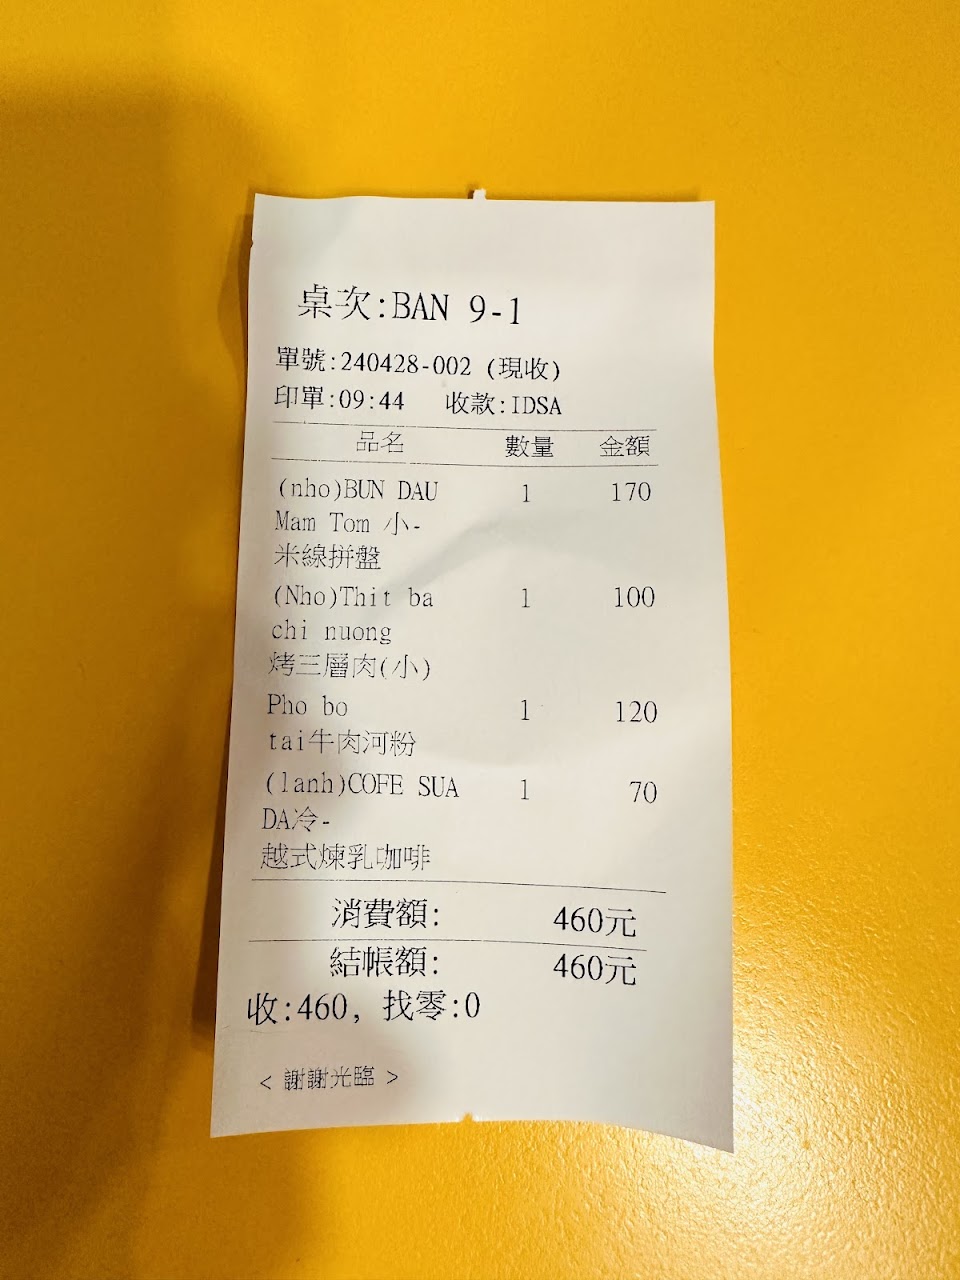 桌次:BAN 9-1
單號:240428-002 (現收)
印單:09:44 收款:IDSA
品名 數量 金額
(nho)BUN DAU 1 170
Mam Tom 小-
米線拼盤
(Nho)Thit ba 1 100
chi nuong
烤三層肉(小)
Pho bo 1 120
tai牛肉河粉
(lanh)COFE SUA 1 70
DA冷-
越式煉乳咖啡
消費額: 460元
結帳額: 460元
收:460, 找零:0
< 謝謝光臨 >